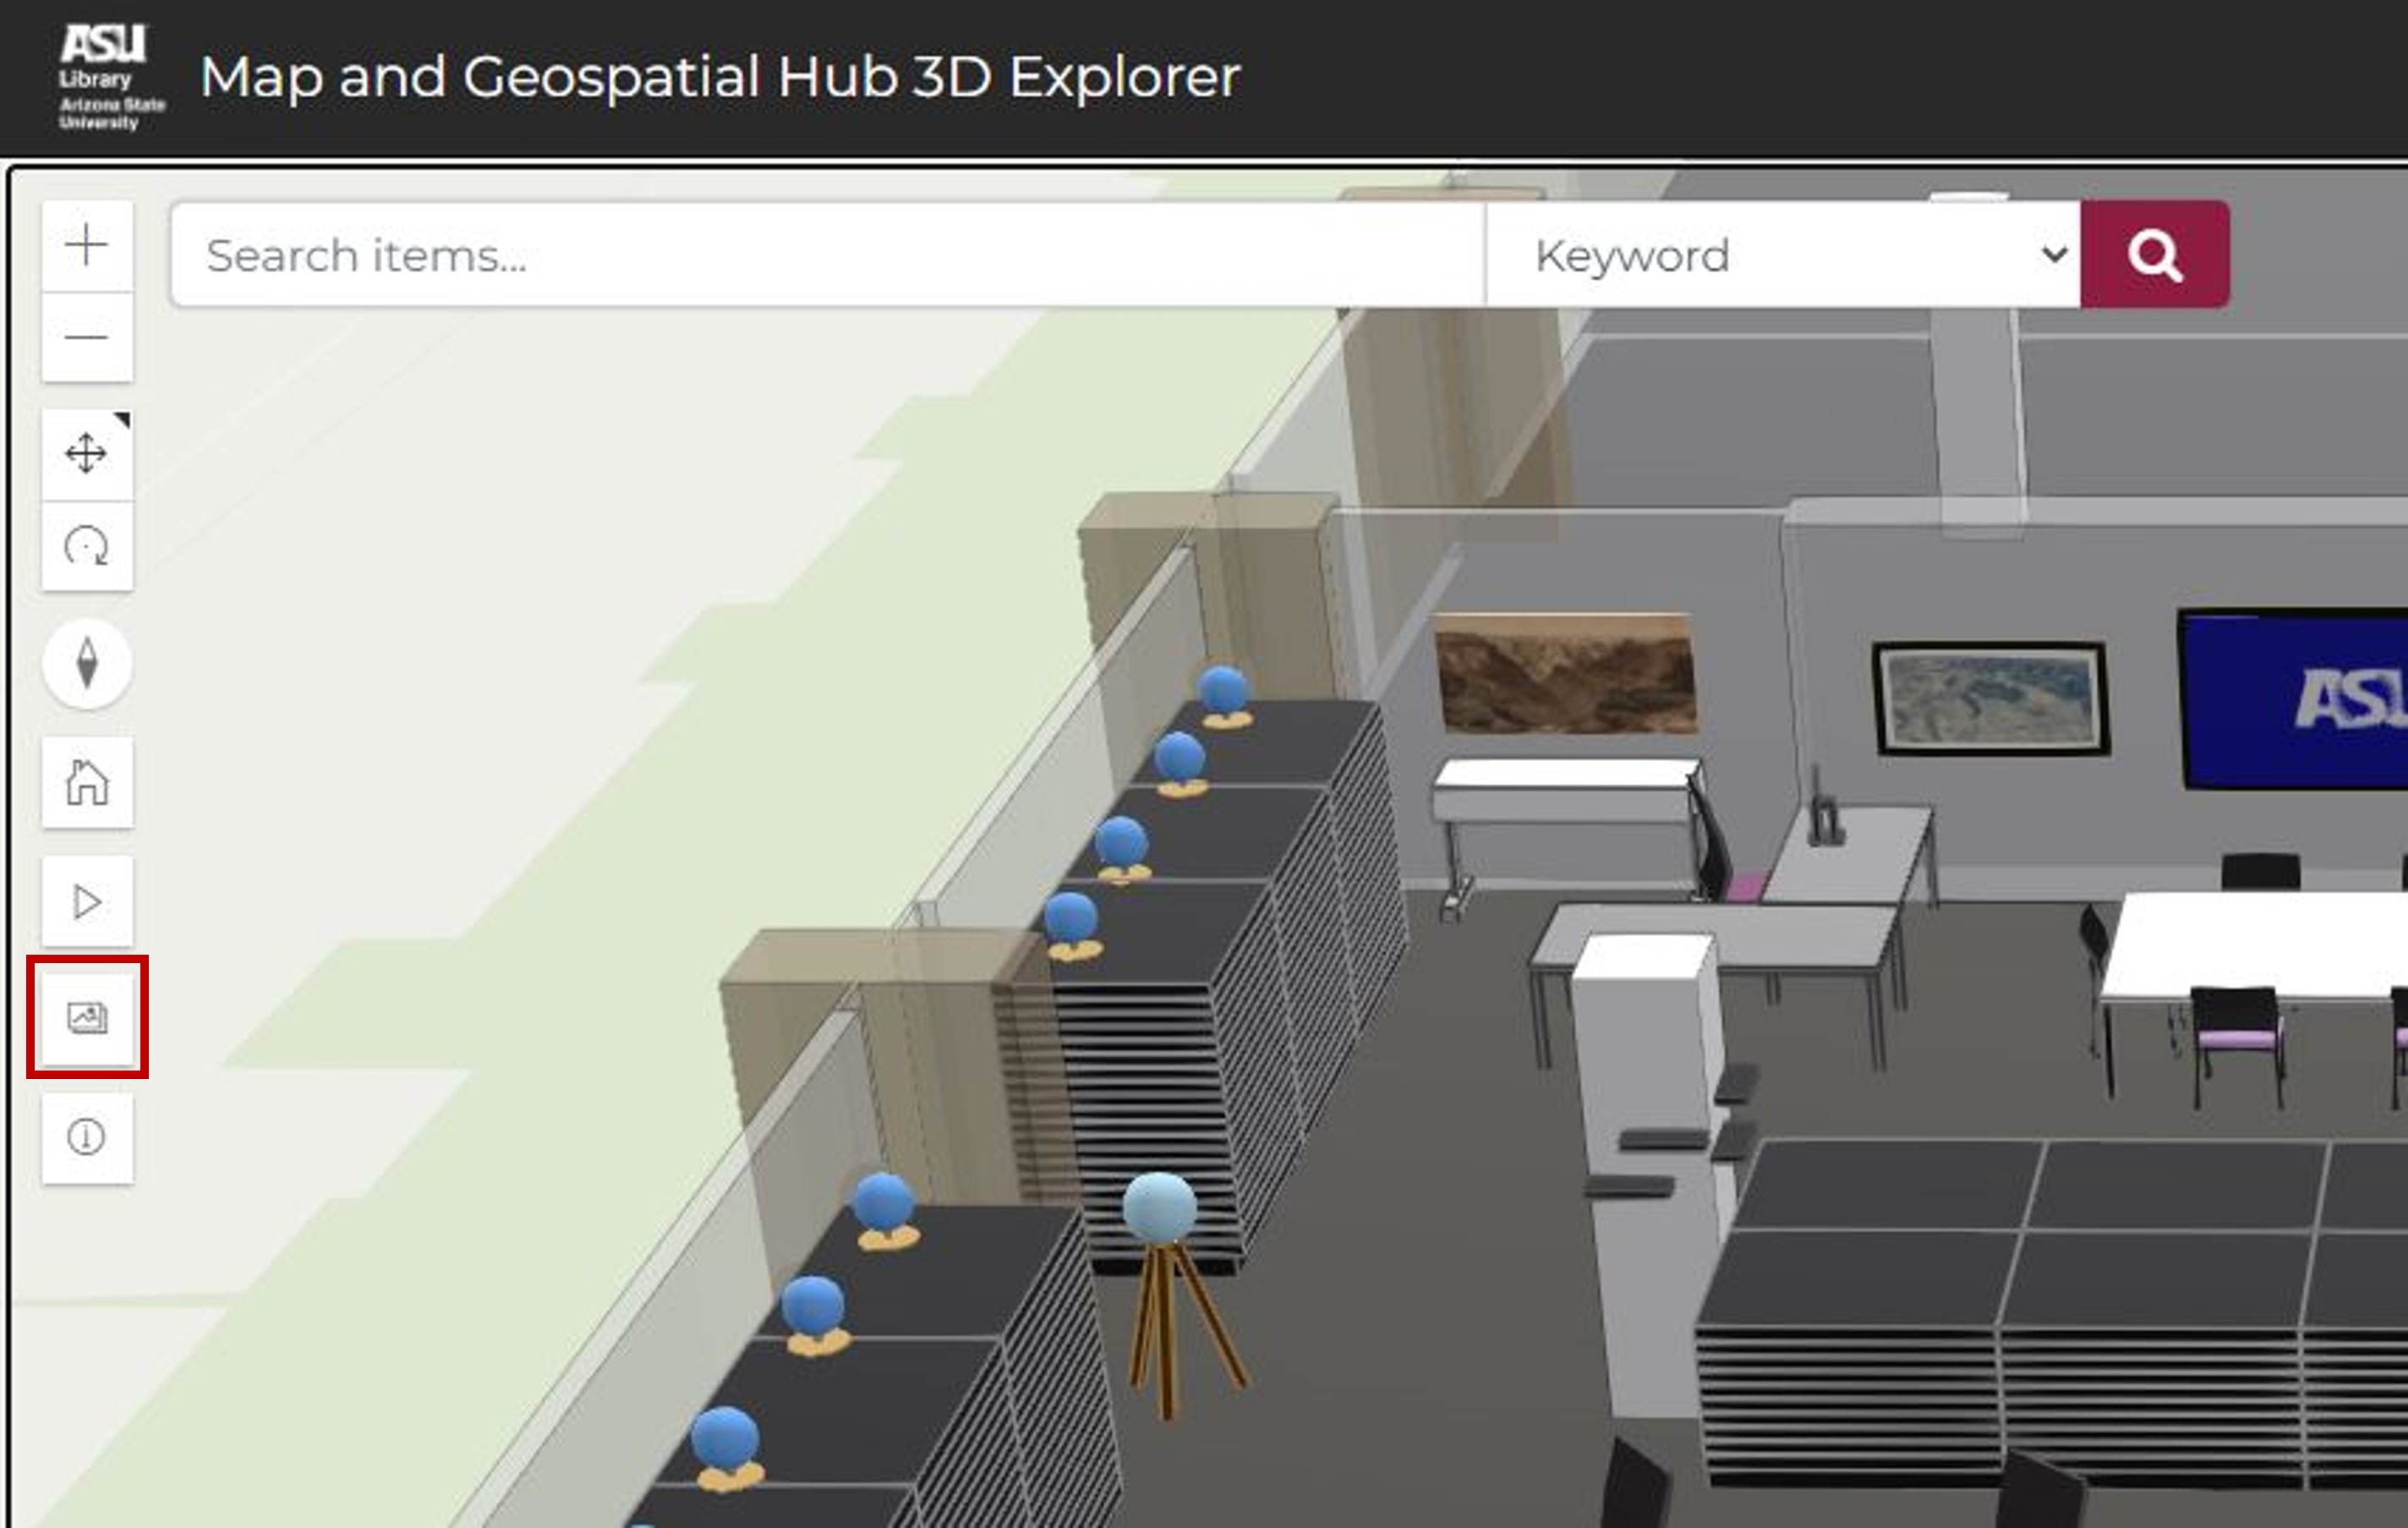 ASU
Library
Arizona State
University
Map and Geospatial Hub 3D Explorer
Search items...
Keyword
ASU